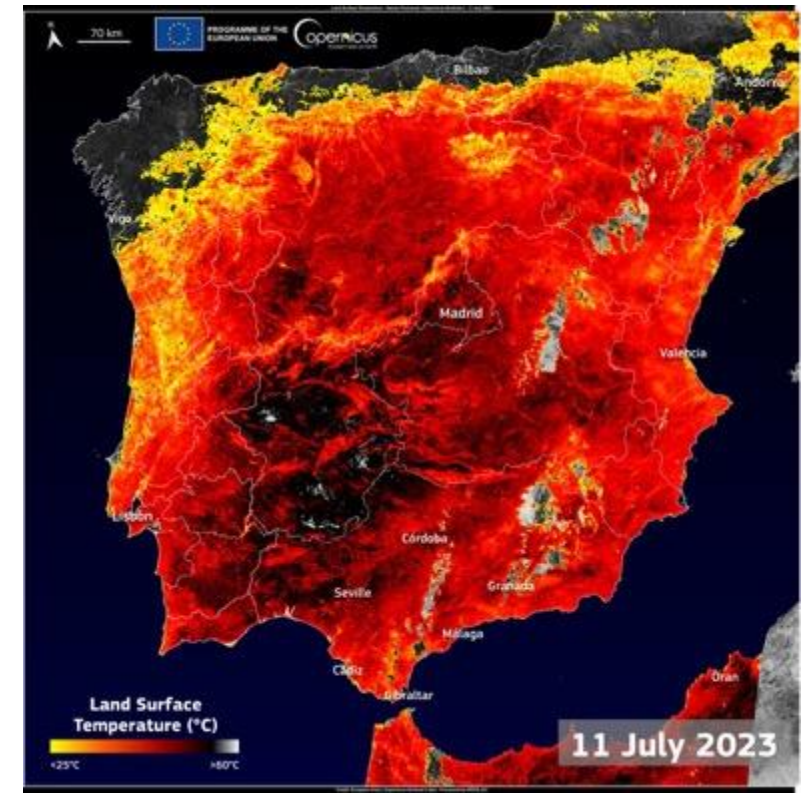 N
70 km
PROGRAMME OF THE
EUROPEAN UNION
Copernicus
Bilbao
Andorra
Vigo
Madrid
Valencia
Lisbon
Córdoba
Seville
Granada
Málaga
Cádiz
Gibraltar
Oran
Land Surface
Temperature (°C)
<25°C
>60°C
11 July 2023